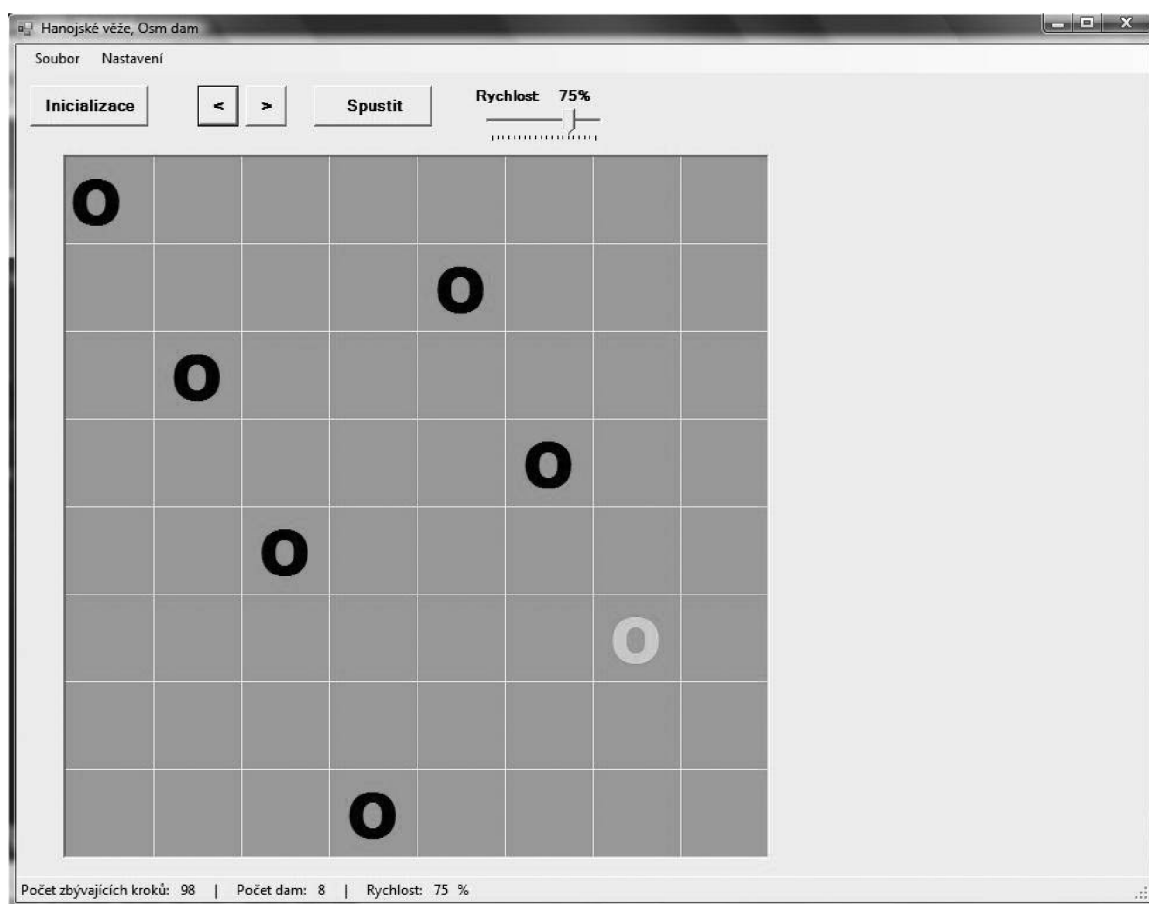 Hanojské věže, Osm dam
Soubor Nastavení
Inicializace < > Spustit Rychlost: 75%
O
O
O
O
O
O
O
Počet zbývajících kroků: 98 | Počet dam: 8 | Rychlost: 75 %